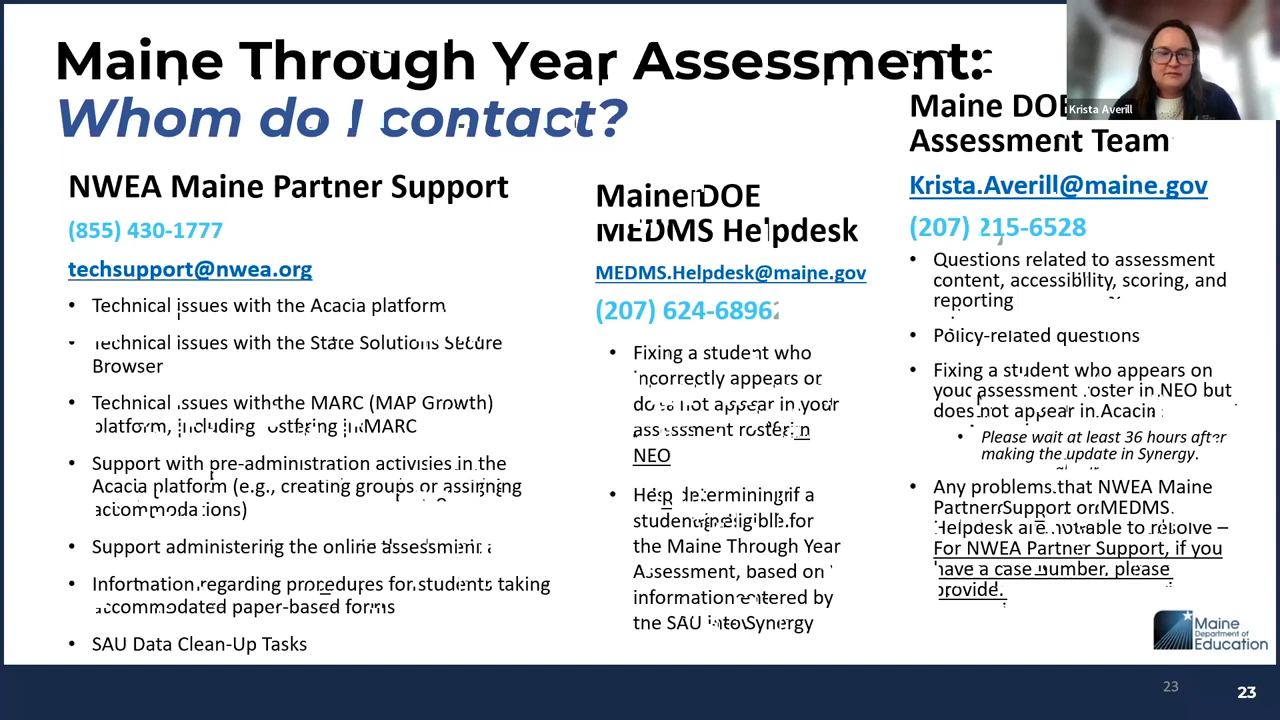 Maine Through Year Assessment:
Whom do I contact?
NWEA Maine Partner Support
(855) 430-1777
techsupport@nwea.org
• Technical issues with the Acacia platform
• Technical issues with the State Solutions Secure
Browser
• Technical issues with the MARC (MAP Growth)
platform, including rostering in MARC
• Support with pre-administration activities in the
Acacia platform (e.g., creating groups or assigning
accommodations)
• Support administering the online assessment
• Information regarding procedures for students taking
accommodated paper-based forms
• SAU Data Clean-Up Tasks
Maine DOE
MEDMS Helpdesk
MEDMS.Helpdesk@maine.gov
(207) 624-6896
• Fixing a student who
incorrectly appears or
does not appear in your
assessment roster in
NEO
• Help determining if a
student is eligible for
the Maine Through Year
Assessment, based on
information entered by
the SAU into Synergy
Maine DOE
Assessment Team
Krista.Averill@maine.gov
(207) 215-6528
• Questions related to assessment
content, accessibility, scoring, and
reporting
• Policy-related questions
• Fixing a student who appears on
your assessment roster in NEO but
does not appear in Acacia
• Please wait at least 36 hours after
making the update in Synergy.
• Any problems that NWEA Maine
Partner Support or MEDMS
Helpdesk are not able to resolve –
For NWEA Partner Support, if you
have a case number, please
provide.
Krista Averill
Maine
Department of
Education
23
23